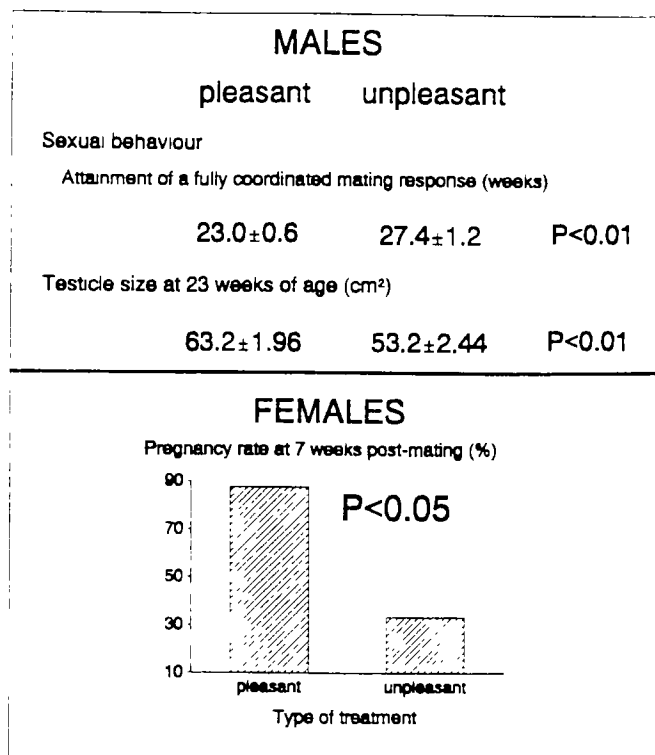 MALES
pleasant unpleasant
Sexual behaviour
Attainment of a fully coordinated mating response (weeks)
23.0±0.6 27.4±1.2 P<0.01
Testicle size at 23 weeks of age (cm²)
63.2±1.96 53.2±2.44 P<0.01
FEMALES
Pregnancy rate at 7 weeks post-mating (%)
90
P<0.05
70
50
30
10
pleasant unpleasant
Type of treatment